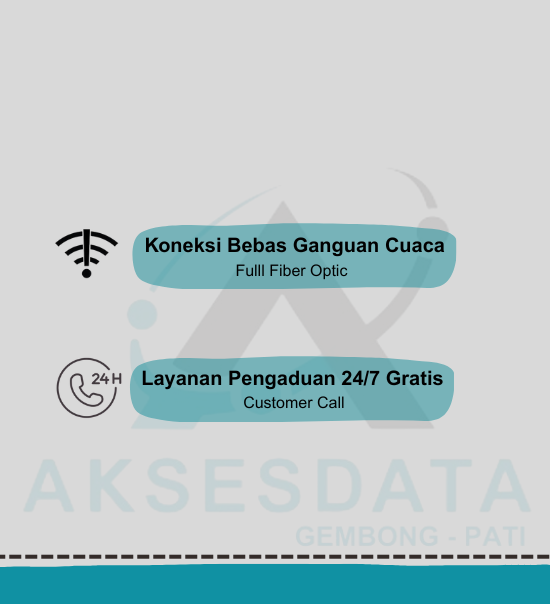 Koneksi Bebas Ganguan Cuaca
Fulll Fiber Optic
24H
Layanan Pengaduan 24/7 Gratis
Customer Call
AKSESDATA
GEMBONG - PATI